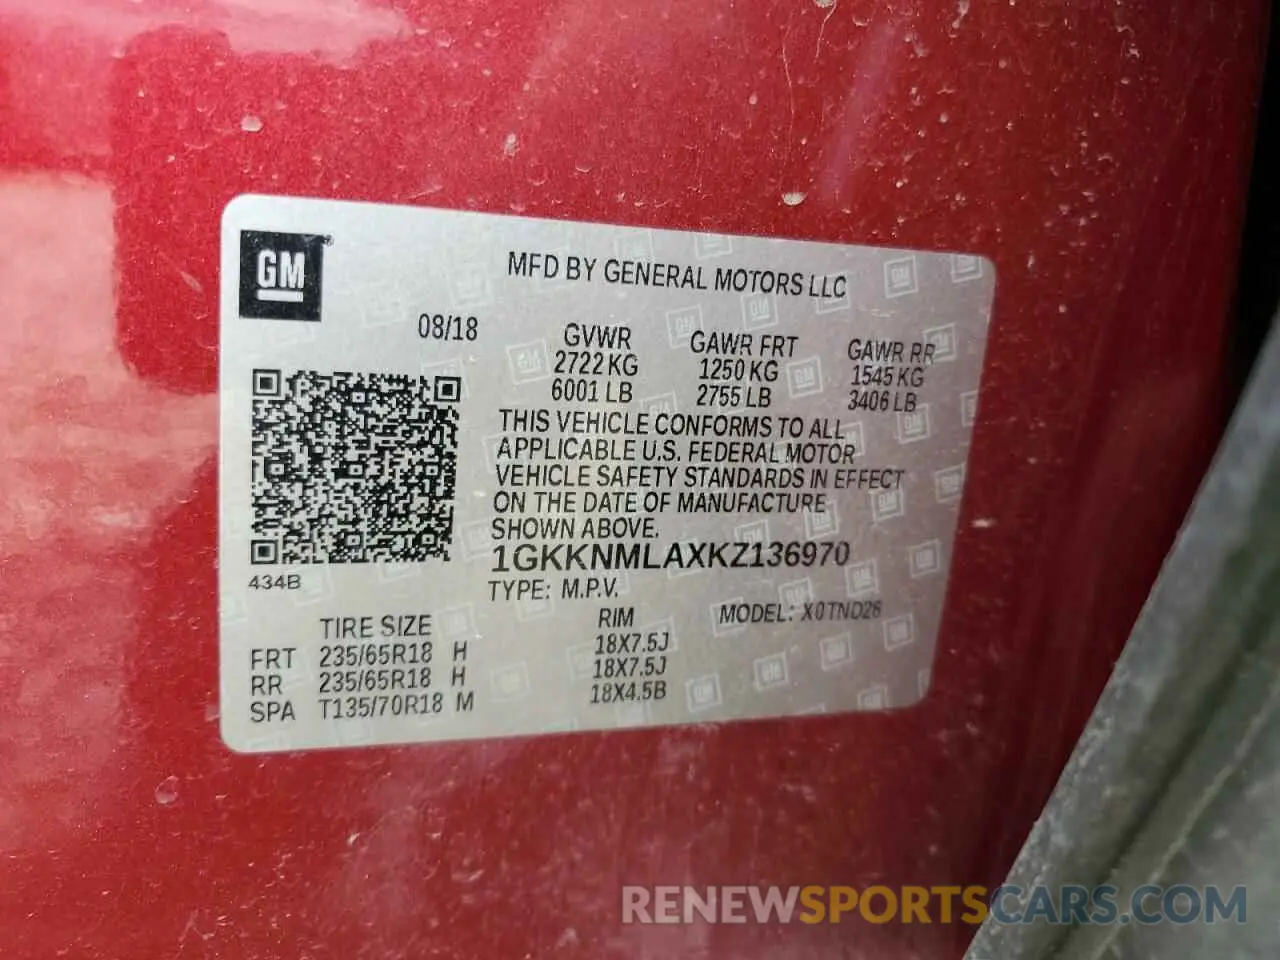 GM
MFD BY GENERAL MOTORS LLC
08/18
GVWR GAWR FRT GAWR RR
2722 KG 1250 KG 1545 KG
6001 LB 2755 LB 3406 LB
THIS VEHICLE CONFORMS TO ALL
APPLICABLE U.S. FEDERAL MOTOR
VEHICLE SAFETY STANDARDS IN EFFECT
ON THE DATE OF MANUFACTURE
SHOWN ABOVE.
1GKKNMLAXKZ136970
434B
TYPE: M.P.V. MODEL: X0TND26
TIRE SIZE RIM
FRT 235/65R18 H 18X7.5J
RR 235/65R18 H 18X7.5J
SPA T135/70R18 M 18X4.5B
RENEWSPORTSCARS.COM